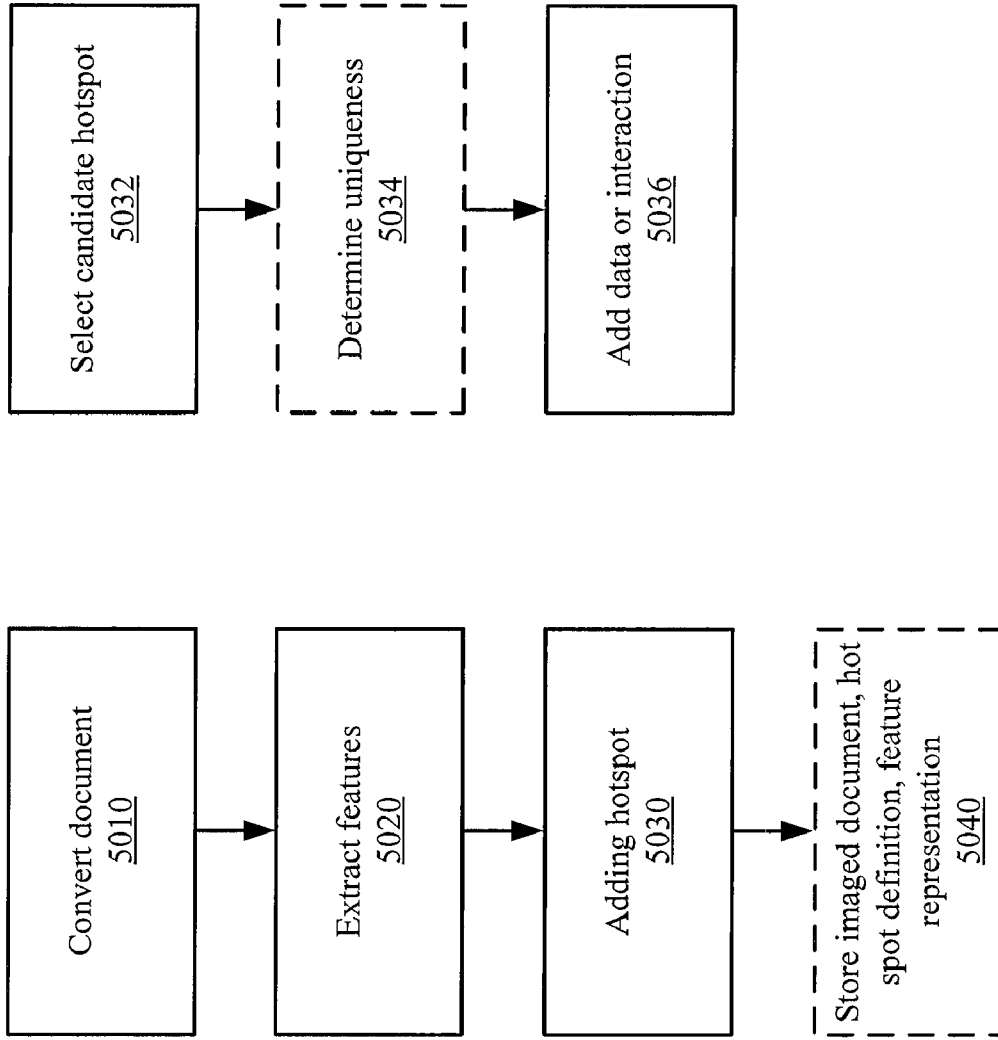 Convert document
5010
Extract features
5020
Adding hotspot
5030
Store imaged document, hot
spot definition, feature
representation
5040
Select candidate hotspot
5032
Determine uniqueness
5034
Add data or interaction
5036